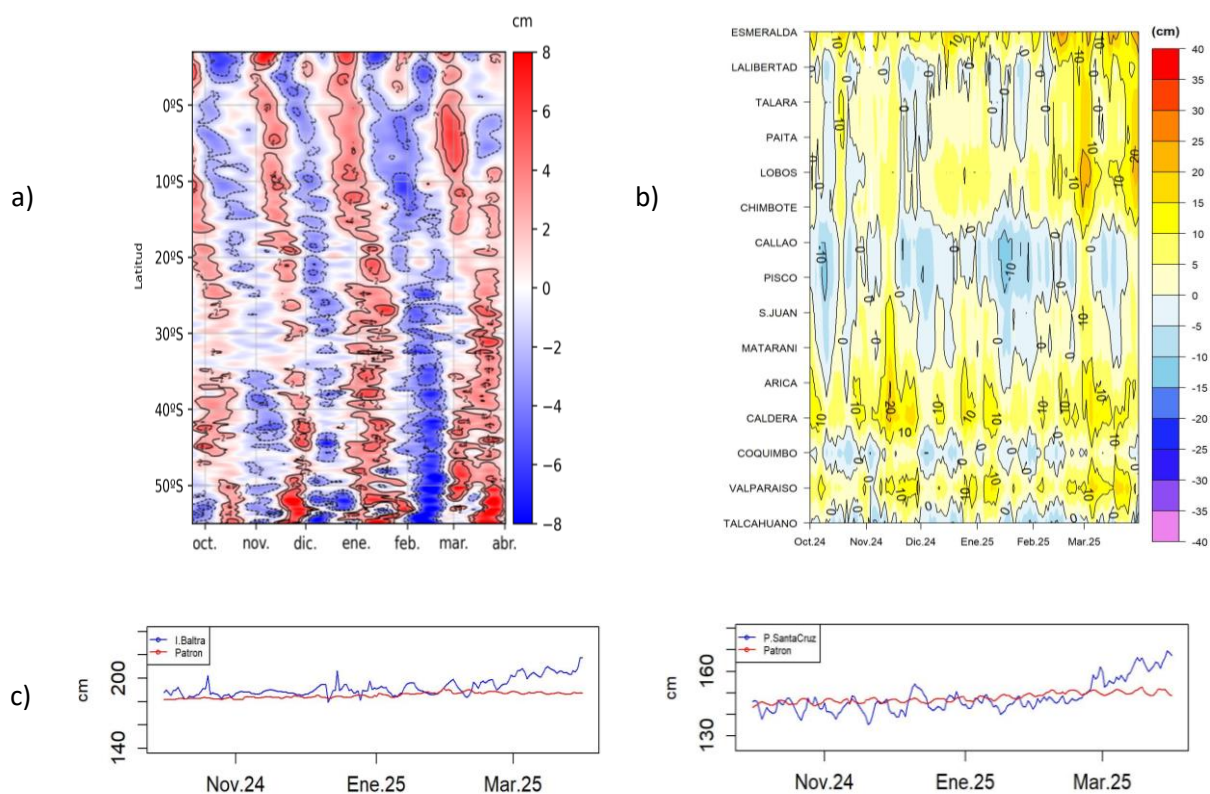 a)
cm
Latitud
0ºS
10ºS
20ºS
30ºS
40ºS
50ºS
oct. nov. dic. ene. feb. mar. abr.
8
6
4
2
0
−2
−4
−6
−8
b)
ESMERALDA
LALIBERTAD
TALARA
PAITA
LOBOS
CHIMBOTE
CALLAO
PISCO
S.JUAN
MATARANI
ARICA
CALDERA
COQUIMBO
VALPARAISO
TALCAHUANO
Oct.24 Nov.24 Dic.24 Ene.25 Feb.25 Mar.25
(cm)
40
35
30
25
20
15
10
5
0
-5
-10
-15
-20
-25
-30
-35
-40
c)
cm
140 200
I.Baltra
Patron
Nov.24 Ene.25 Mar.25
cm
130 160
P.SantaCruz
Patron
Nov.24 Ene.25 Mar.25